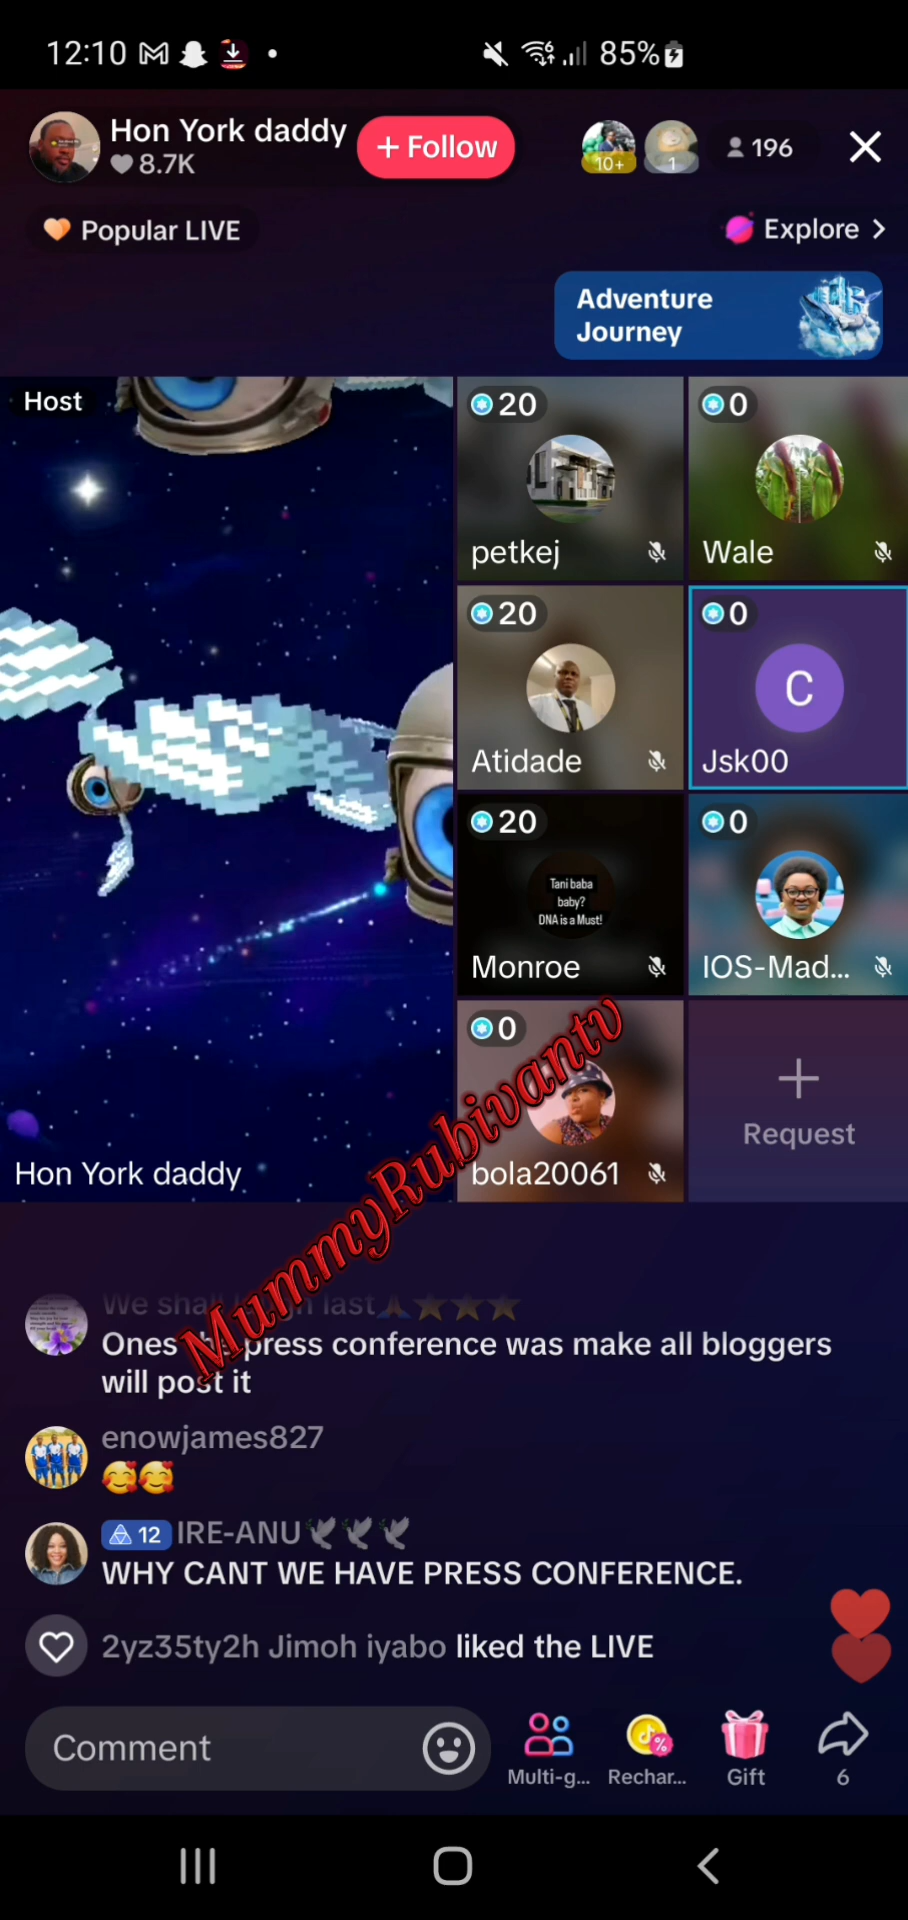 12:10
85%
Hon York daddy
8.7K
+ Follow
10+
1
196
Popular LIVE
Explore >
Adventure
Journey
Host
20
0
petkej
Wale
20
0
C
Atidade
Jsk00
20
0
Tani baba
baby?
DNA is a Must!
Monroe
IOS-Mad...
0
Request
Hon York daddy
bola20061
MummyRubivantv
We shall last
Ones press conference was make all bloggers
will post it
enowjames827
12 IRE-ANU
WHY CANT WE HAVE PRESS CONFERENCE.
2yz35ty2h Jimoh iyabo liked the LIVE
Comment
Multi-g...
Rechar...
Gift
6